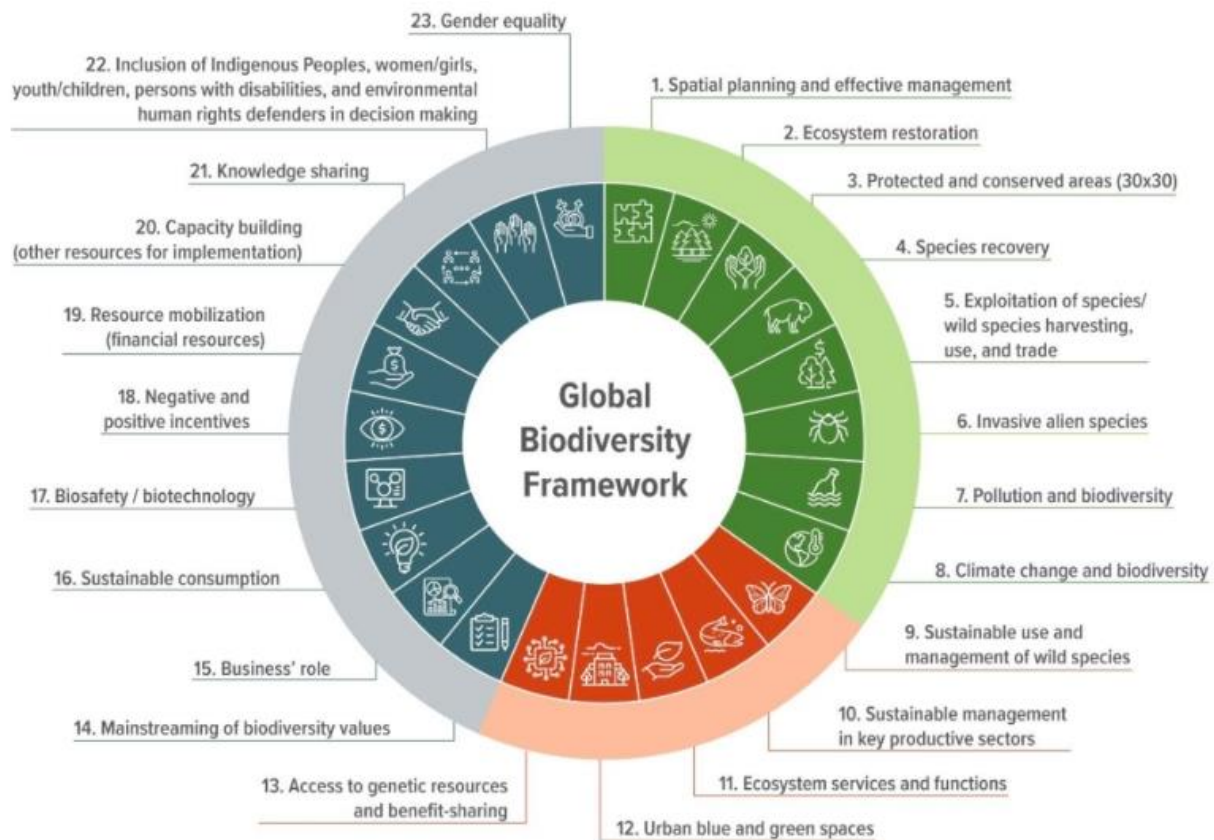 23. Gender equality
22. Inclusion of Indigenous Peoples, women/girls,
youth/children, persons with disabilities, and environmental
human rights defenders in decision making
21. Knowledge sharing
20. Capacity building
(other resources for implementation)
19. Resource mobilization
(financial resources)
18. Negative and
positive incentives
17. Biosafety / biotechnology
16. Sustainable consumption
15. Business' role
14. Mainstreaming of biodiversity values
13. Access to genetic resources
and benefit-sharing
1. Spatial planning and effective management
2. Ecosystem restoration
3. Protected and conserved areas (30x30)
4. Species recovery
5. Exploitation of species/
wild species harvesting,
use, and trade
6. Invasive alien species
7. Pollution and biodiversity
8. Climate change and biodiversity
9. Sustainable use and
management of wild species
10. Sustainable management
in key productive sectors
11. Ecosystem services and functions
12. Urban blue and green spaces
Global
Biodiversity
Framework